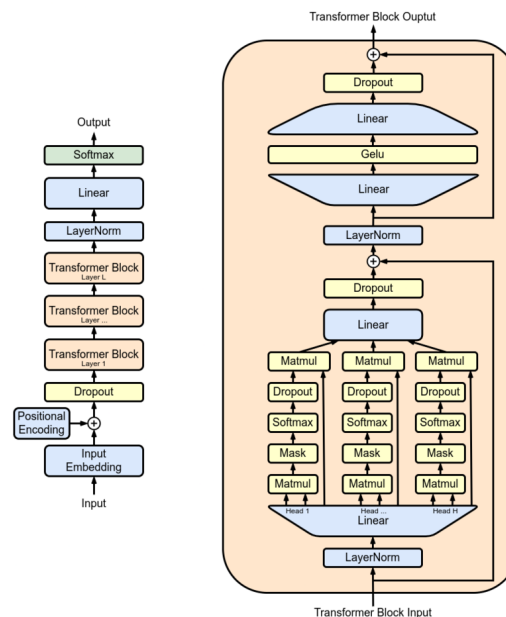 Output
Softmax
Linear
LayerNorm
Transformer Block
Layer L
Transformer Block
Layer ...
Transformer Block
Layer 1
Dropout
Positional
Encoding
+
Input
Embedding
Input
Transformer Block Ouptut
+
Dropout
Linear
Gelu
Linear
LayerNorm
+
Dropout
Linear
Matmul Matmul Matmul
Dropout Dropout Dropout
Softmax Softmax Softmax
Mask Mask Mask
Matmul Matmul Matmul
Head 1 Head ... Head H
Linear
LayerNorm
Transformer Block Input